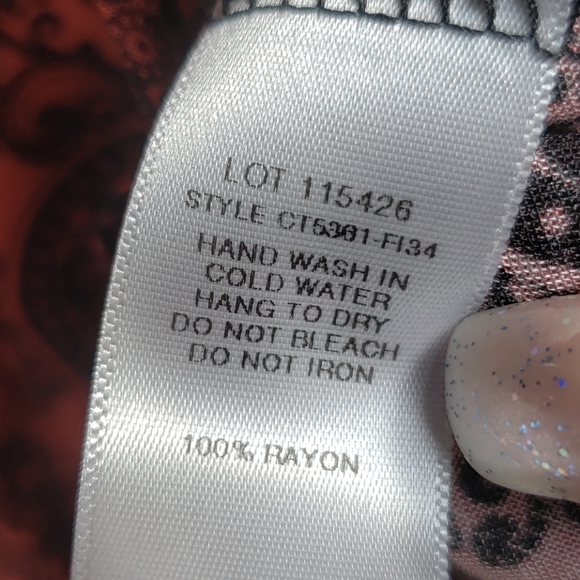 LOT 115426
STYLE CT5361-FI34
HAND WASH IN
COLD WATER
HANG TO DRY
DO NOT BLEACH
DO NOT IRON
100% RAYON